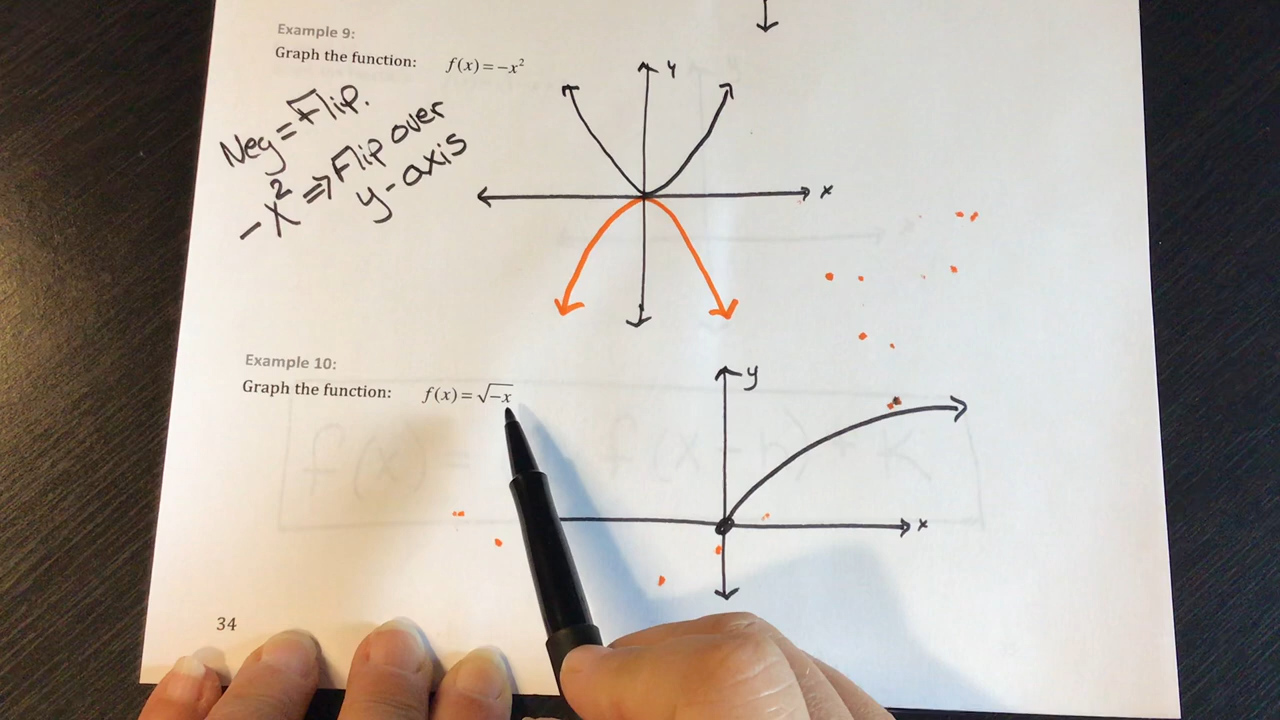 Example 9:
Graph the function: f(x) = −x²
Neg = Flip.
−x² ⇒ Flip over
y-axis
y
x
Example 10:
Graph the function: f(x) = √−x
y
x
34